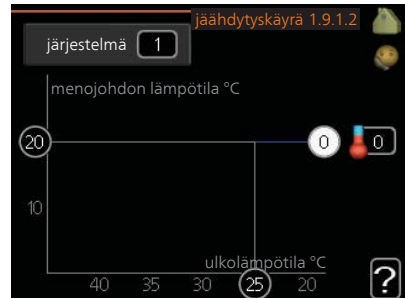 jäähdytyskäyrä 1.9.1.2
järjestelmä 1
menojohdon lämpötila °C
20 0 0
10
ulkolämpötila °C
40 35 30 25 20
?